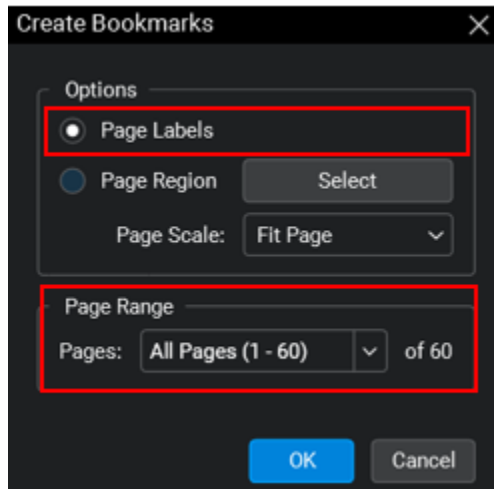 Create Bookmarks
Options
Page Labels
Page Region Select
Page Scale: Fit Page
Page Range
Pages: All Pages (1 - 60) of 60
OK Cancel